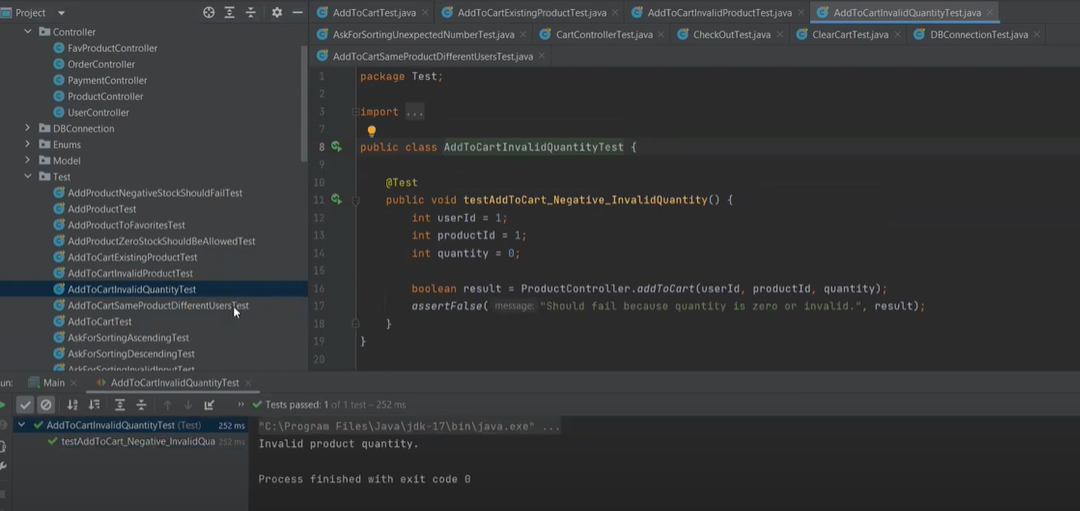 Project
Controller
FavProductController
OrderController
PaymentController
ProductController
UserController
DBConnection
Enums
Model
Test
AddProductNegativeStockShouldFailTest
AddProductTest
AddProductToFavoritesTest
AddProductZeroStockShouldBeAllowedTest
AddToCartExistingProductTest
AddToCartInvalidProductTest
AddToCartInvalidQuantityTest
AddToCartSameProductDifferentUsersTest
AddToCartTest
AskForSortingAscendingTest
AskForSortingDescendingTest
AskForSortingInvalidInputTest
AddToCartTest.java
AddToCartExistingProductTest.java
AddToCartInvalidProductTest.java
AddToCartInvalidQuantityTest.java
AskForSortingUnexpectedNumberTest.java
CartControllerTest.java
CheckOutTest.java
ClearCartTest.java
DBConnectionTest.java
AddToCartSameProductDifferentUsersTest.java
1 package Test;
2
3 import ...
7
8 public class AddToCartInvalidQuantityTest {
9
10 @Test
11 public void testAddToCart_Negative_InvalidQuantity() {
12 int userId = 1;
13 int productId = 1;
14 int quantity = 0;
15
16 boolean result = ProductController.addToCart(userId, productId, quantity);
17 assertFalse( message: "Should fail because quantity is zero or invalid.", result);
18 }
19 }
20
un: Main AddToCartInvalidQuantityTest
Tests passed: 1 of 1 test – 252 ms
AddToCartInvalidQuantityTest (Test) 252 ms
testAddToCart_Negative_InvalidQua 252 ms
"C:\Program Files\Java\jdk-17\bin\java.exe" ...
Invalid product quantity.
Process finished with exit code 0